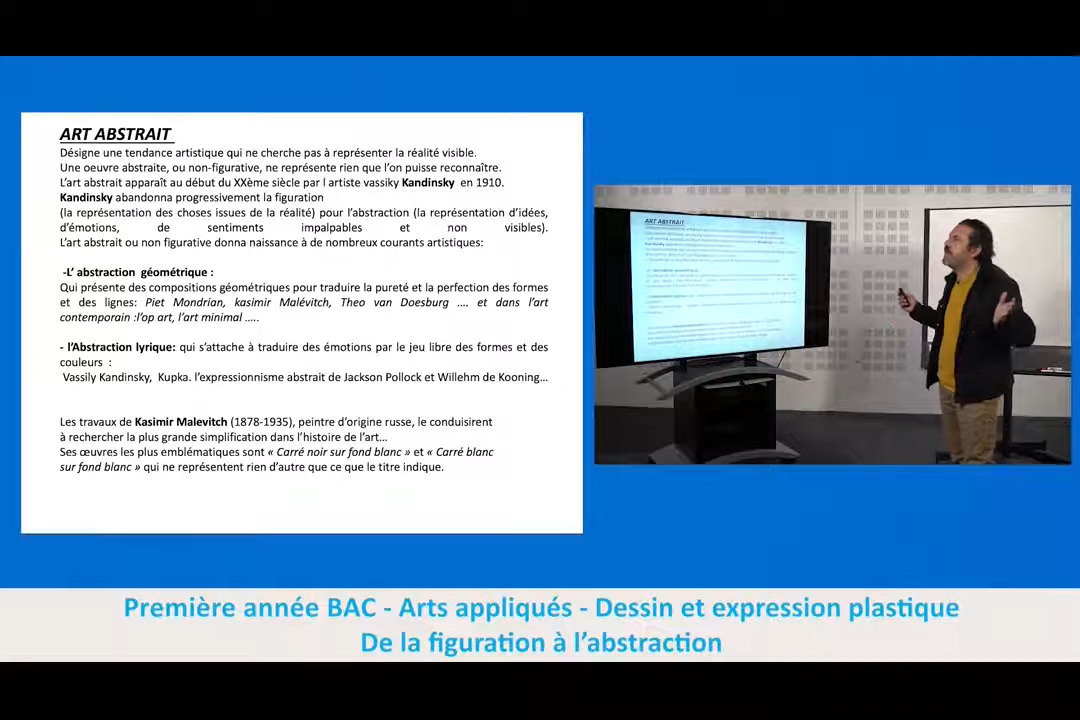 ART ABSTRAIT
Désigne une tendance artistique qui ne cherche pas à représenter la réalité visible.
Une oeuvre abstraite, ou non-figurative, ne représente rien que l’on puisse reconnaître.
L’art abstrait apparaît au début du XXème siècle par l artiste vassiky Kandinsky en 1910.
Kandinsky abandonna progressivement la figuration
(la représentation des choses issues de la réalité) pour l’abstraction (la représentation d’idées,
d’émotions, de sentiments impalpables et non visibles).
L’art abstrait ou non figurative donna naissance à de nombreux courants artistiques:
-L’ abstraction géométrique :
Qui présente des compositions géométriques pour traduire la pureté et la perfection des formes
et des lignes: Piet Mondrian, kasimir Malévitch, Theo van Doesburg .... et dans l’art
contemporain :l’op art, l’art minimal .....
- l’Abstraction lyrique: qui s’attache à traduire des émotions par le jeu libre des formes et des
couleurs :
Vassily Kandinsky, Kupka. l’expressionnisme abstrait de Jackson Pollock et Willehm de Kooning…
Les travaux de Kasimir Malevitch (1878-1935), peintre d’origine russe, le conduisirent
à rechercher la plus grande simplification dans l’histoire de l’art…
Ses œuvres les plus emblématiques sont « Carré noir sur fond blanc » et « Carré blanc
sur fond blanc » qui ne représentent rien d’autre que ce que le titre indique.
ART ABSTRAIT
Première année BAC - Arts appliqués - Dessin et expression plastique
De la figuration à l’abstraction